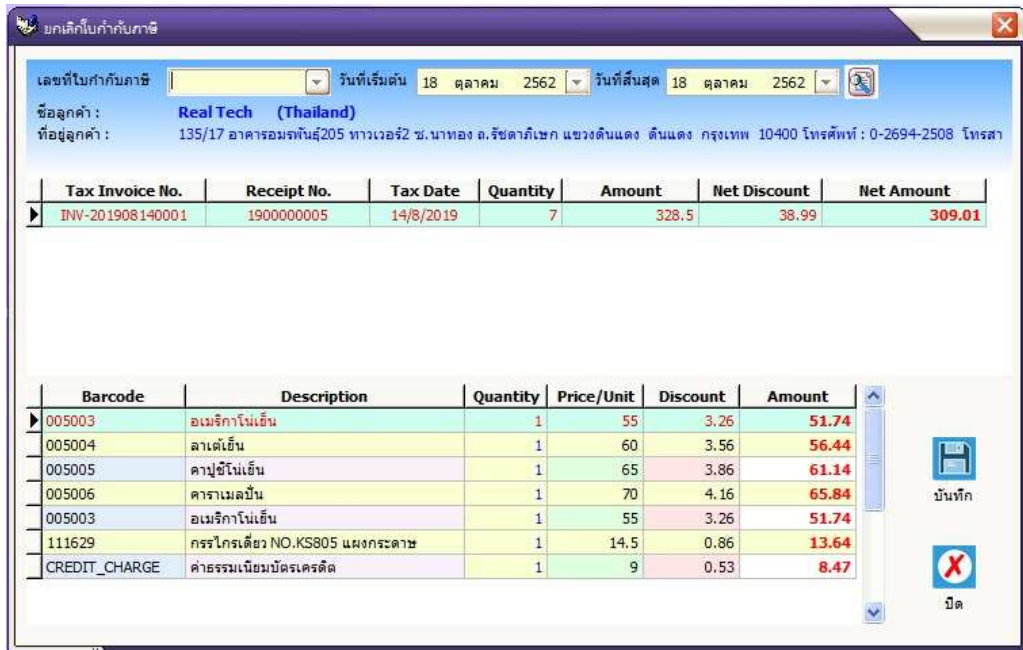 ยกเลิกใบกำกับภาษี
เลขที่ใบกำกับภาษี วันที่เริ่มต้น 18 ตุลาคม 2562 วันที่สิ้นสุด 18 ตุลาคม 2562
ชื่อลูกค้า : Real Tech (Thailand)
ที่อยู่ลูกค้า : 135/17 อาคารอมรพันธุ์205 ทาวเวอร์2 ซ.นาทอง ถ.รัชดาภิเษก แขวงดินแดง ดินแดง กรุงเทพ 10400 โทรศัพท์ : 0-2694-2508 โทรสา
Tax Invoice No. Receipt No. Tax Date Quantity Amount Net Discount Net Amount
INV-201908140001 1900000005 14/8/2019 7 328.5 38.99 309.01
Barcode Description Quantity Price/Unit Discount Amount
005003 อเมริกาโน่เย็น 1 55 3.26 51.74
005004 ลาเต้เย็น 1 60 3.56 56.44
005005 คาปูชิโน่เย็น 1 65 3.86 61.14
005006 คาราเมลปั่น 1 70 4.16 65.84
005003 อเมริกาโน่เย็น 1 55 3.26 51.74
111629 กรรไกรเดี่ยว NO.KS805 แผงกระดาษ 1 14.5 0.86 13.64
CREDIT_CHARGE ค่าธรรมเนียมบัตรเครดิต 1 9 0.53 8.47
บันทึก
ปิด